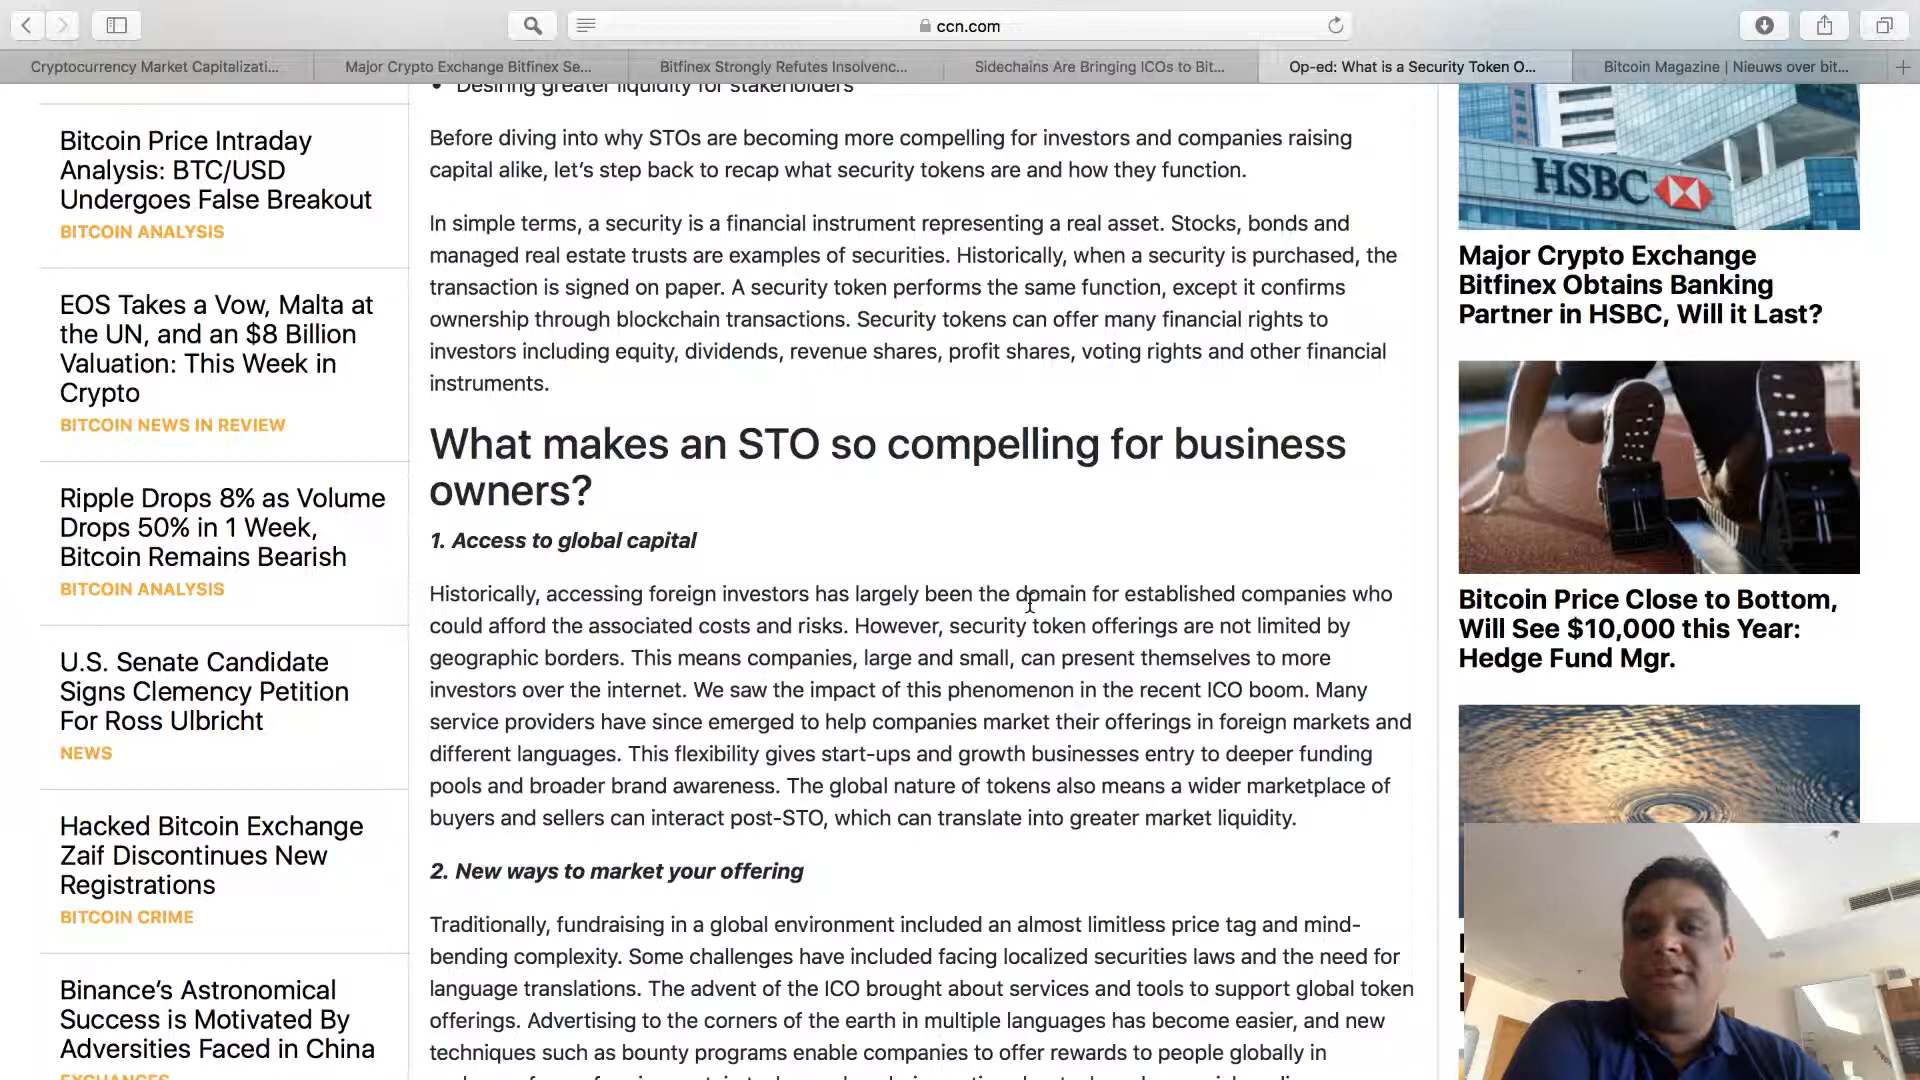 ccn.com
Cryptocurrency Market Capitalizati...
Major Crypto Exchange Bitfinex Se...
Bitfinex Strongly Refutes Insolvenc...
Sidechains Are Bringing ICOs to Bit...
Op-ed: What is a Security Token O...
Bitcoin Magazine | Nieuws over bit...
Bitcoin Price Intraday
Analysis: BTC/USD
Undergoes False Breakout
BITCOIN ANALYSIS
EOS Takes a Vow, Malta at
the UN, and an $8 Billion
Valuation: This Week in
Crypto
BITCOIN NEWS IN REVIEW
Ripple Drops 8% as Volume
Drops 50% in 1 Week,
Bitcoin Remains Bearish
BITCOIN ANALYSIS
U.S. Senate Candidate
Signs Clemency Petition
For Ross Ulbricht
NEWS
Hacked Bitcoin Exchange
Zaif Discontinues New
Registrations
BITCOIN CRIME
Binance’s Astronomical
Success is Motivated By
Adversities Faced in China
EXCHANGES
• Desiring greater liquidity for stakeholders
Before diving into why STOs are becoming more compelling for investors and companies raising
capital alike, let’s step back to recap what security tokens are and how they function.
In simple terms, a security is a financial instrument representing a real asset. Stocks, bonds and
managed real estate trusts are examples of securities. Historically, when a security is purchased, the
transaction is signed on paper. A security token performs the same function, except it confirms
ownership through blockchain transactions. Security tokens can offer many financial rights to
investors including equity, dividends, revenue shares, profit shares, voting rights and other financial
instruments.
What makes an STO so compelling for business
owners?
1. Access to global capital
Historically, accessing foreign investors has largely been the domain for established companies who
could afford the associated costs and risks. However, security token offerings are not limited by
geographic borders. This means companies, large and small, can present themselves to more
investors over the internet. We saw the impact of this phenomenon in the recent ICO boom. Many
service providers have since emerged to help companies market their offerings in foreign markets and
different languages. This flexibility gives start-ups and growth businesses entry to deeper funding
pools and broader brand awareness. The global nature of tokens also means a wider marketplace of
buyers and sellers can interact post-STO, which can translate into greater market liquidity.
2. New ways to market your offering
Traditionally, fundraising in a global environment included an almost limitless price tag and mind-
bending complexity. Some challenges have included facing localized securities laws and the need for
language translations. The advent of the ICO brought about services and tools to support global token
offerings. Advertising to the corners of the earth in multiple languages has become easier, and new
techniques such as bounty programs enable companies to offer rewards to people globally in
HSBC
Major Crypto Exchange
Bitfinex Obtains Banking
Partner in HSBC, Will it Last?
Bitcoin Price Close to Bottom,
Will See $10,000 this Year:
Hedge Fund Mgr.